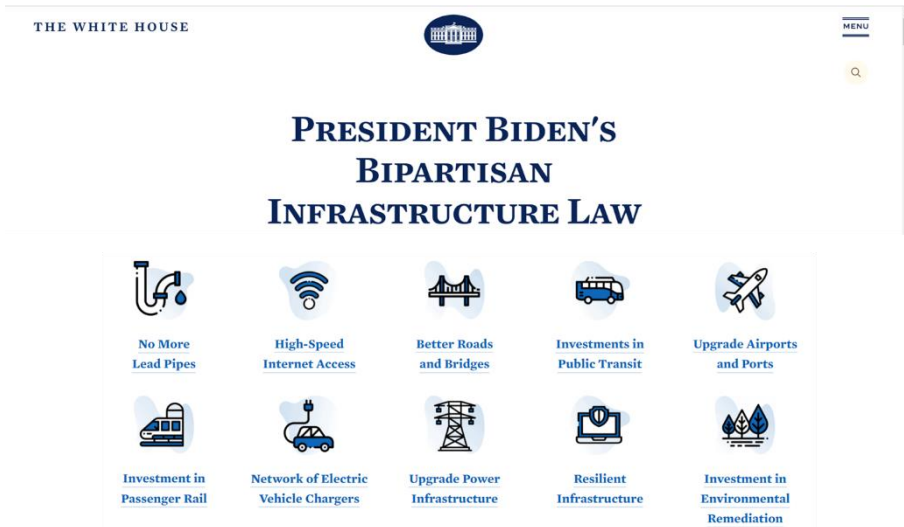 THE WHITE HOUSE
MENU
PRESIDENT BIDEN'S
BIPARTISAN
INFRASTRUCTURE LAW
No More
Lead Pipes
High-Speed
Internet Access
Better Roads
and Bridges
Investments in
Public Transit
Upgrade Airports
and Ports
Investment in
Passenger Rail
Network of Electric
Vehicle Chargers
Upgrade Power
Infrastructure
Resilient
Infrastructure
Investment in
Environmental
Remediation